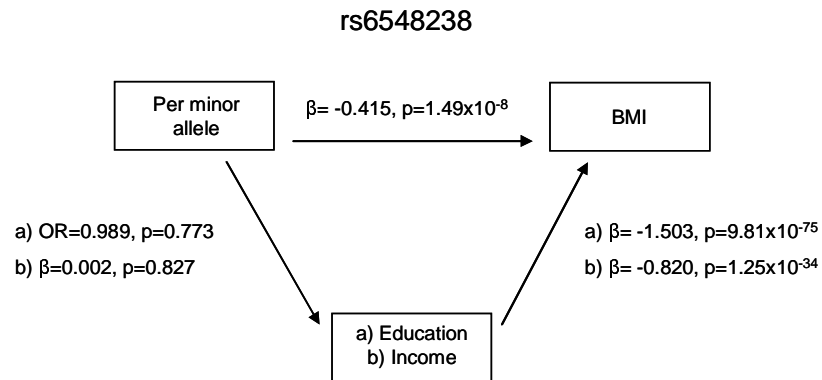 rs6548238
Per minor
allele
β= -0.415, p=1.49x10⁻⁸
BMI
a) OR=0.989, p=0.773
b) β=0.002, p=0.827
a) β= -1.503, p=9.81x10⁻⁷⁵
b) β= -0.820, p=1.25x10⁻³⁴
a) Education
b) Income